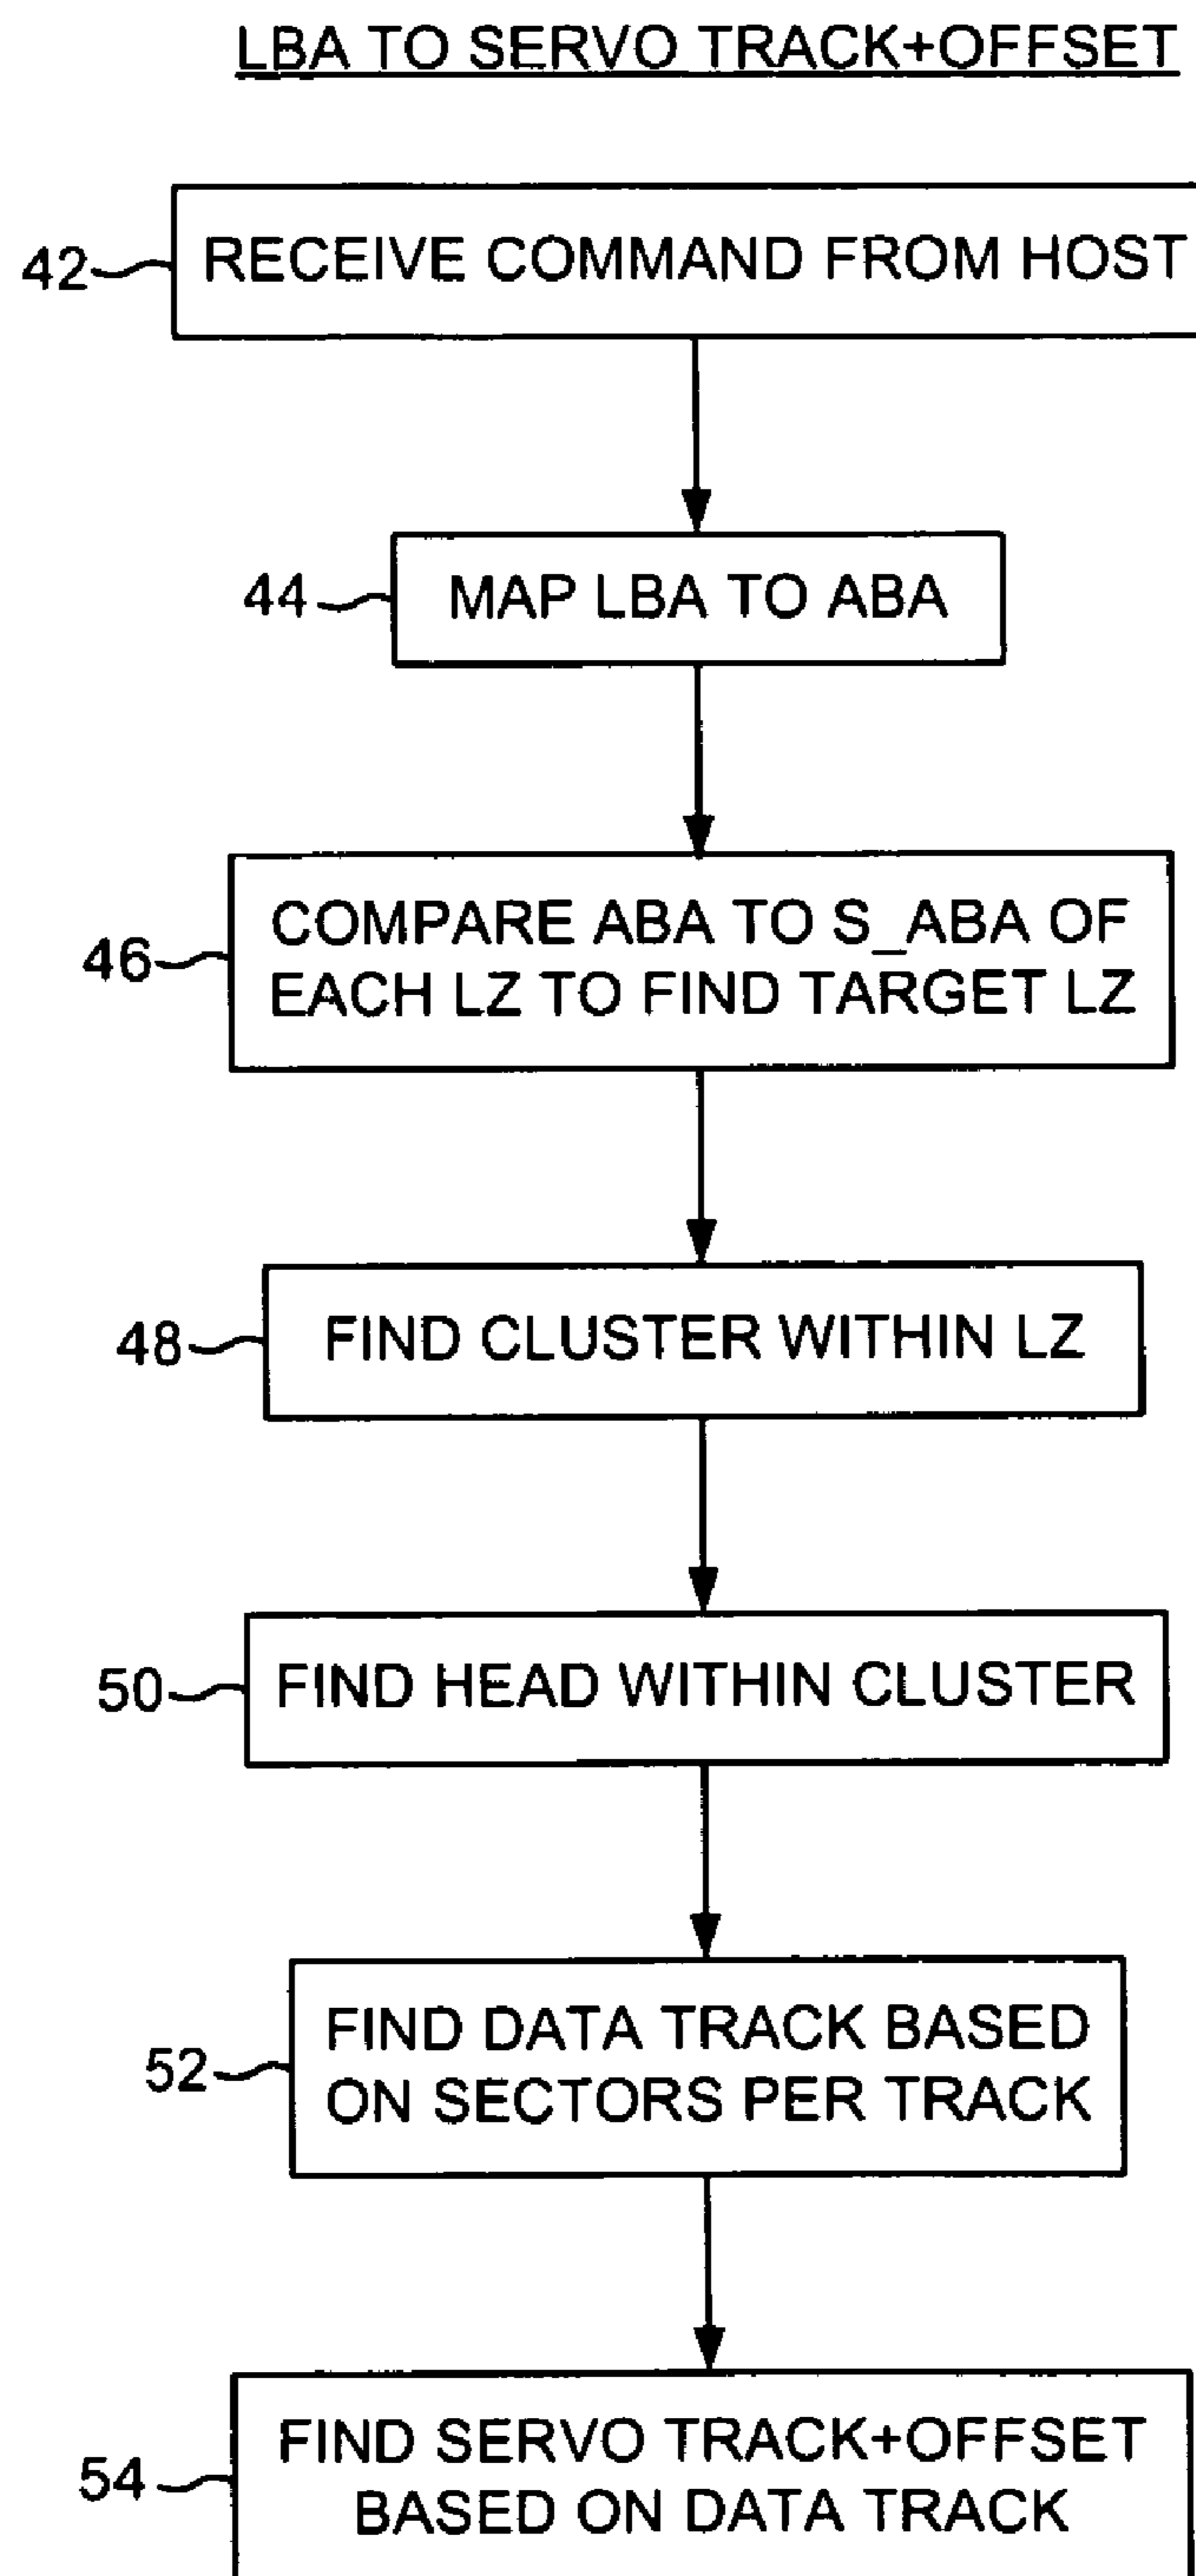 LBA TO SERVO TRACK+OFFSET
42
RECEIVE COMMAND FROM HOST
44
MAP LBA TO ABA
46
COMPARE ABA TO S_ABA OF
EACH LZ TO FIND TARGET LZ
48
FIND CLUSTER WITHIN LZ
50
FIND HEAD WITHIN CLUSTER
52
FIND DATA TRACK BASED
ON SECTORS PER TRACK
54
FIND SERVO TRACK+OFFSET
BASED ON DATA TRACK